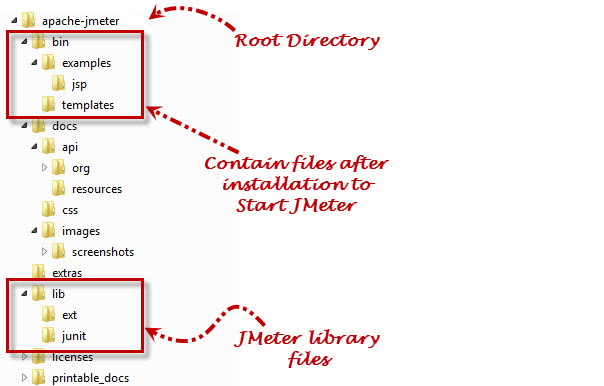 apache-jmeter
Root Directory
bin
examples
jsp
templates
docs
api
Contain files after
installation to
Start JMeter
org
resources
css
images
screenshots
extras
lib
ext
junit
JMeter library
files
licenses
printable_docs